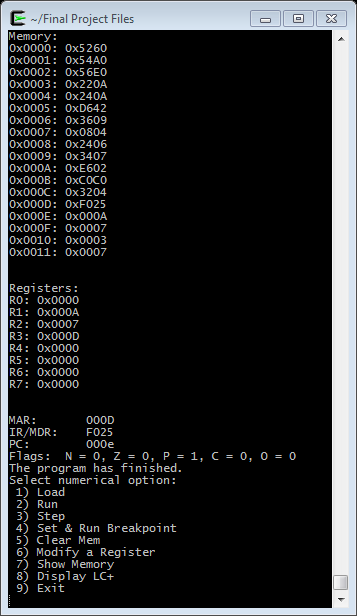 ~/Final Project Files
Memory:
0x0000: 0x5260
0x0001: 0x54A0
0x0002: 0x56E0
0x0003: 0x220A
0x0004: 0x240A
0x0005: 0xD642
0x0006: 0x3609
0x0007: 0x0804
0x0008: 0x2406
0x0009: 0x3407
0x000A: 0xE602
0x000B: 0xC0C0
0x000C: 0x3204
0x000D: 0xF025
0x000E: 0x000A
0x000F: 0x0007
0x0010: 0x0003
0x0011: 0x0007
Registers:
R0: 0x0000
R1: 0x000A
R2: 0x0007
R3: 0x000D
R4: 0x0000
R5: 0x0000
R6: 0x0000
R7: 0x0000
MAR: 000D
IR/MDR: F025
PC: 000e
Flags: N = 0, Z = 0, P = 1, C = 0, O = 0
The program has finished.
Select numerical option:
1) Load
2) Run
3) Step
4) Set & Run Breakpoint
5) Clear Mem
6) Modify a Register
7) Show Memory
8) Display LC+
9) Exit